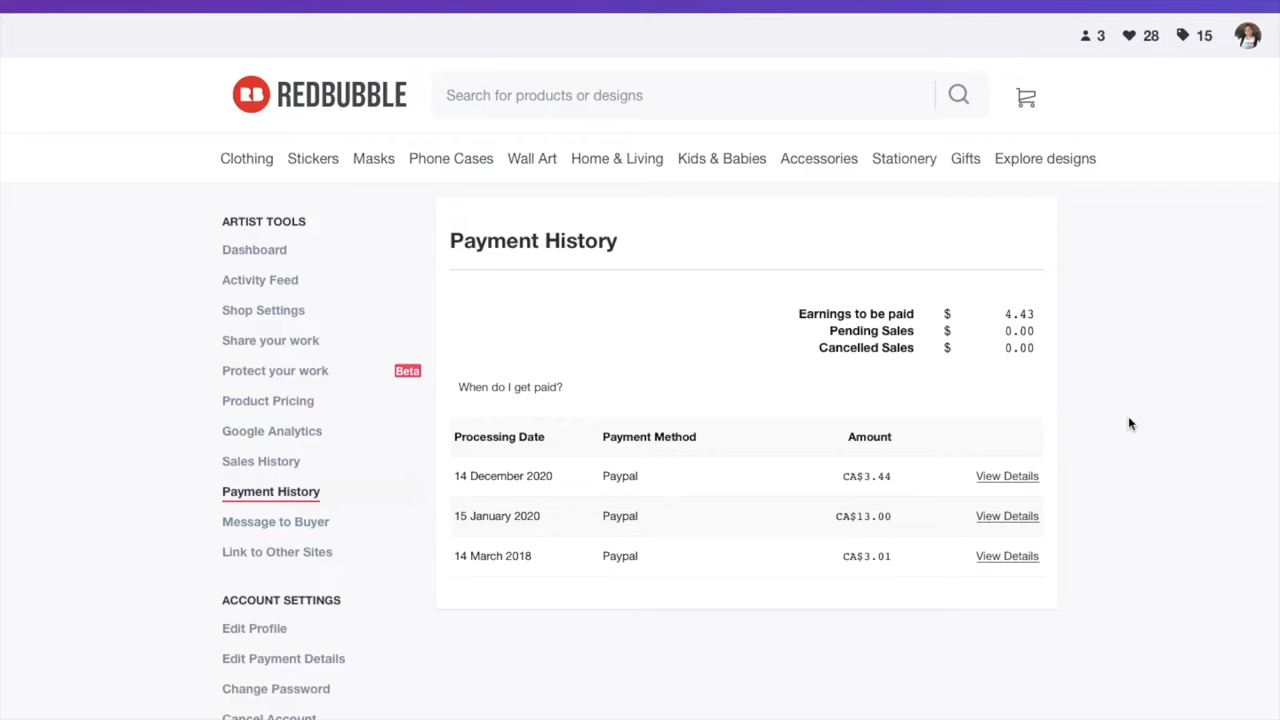 3 28 15
RB REDBUBBLE Search for products or designs
Clothing Stickers Masks Phone Cases Wall Art Home & Living Kids & Babies Accessories Stationery Gifts Explore designs
ARTIST TOOLS
Dashboard
Activity Feed
Shop Settings
Share your work
Protect your work Beta
Product Pricing
Google Analytics
Sales History
Payment History
Message to Buyer
Link to Other Sites
ACCOUNT SETTINGS
Edit Profile
Edit Payment Details
Change Password
Cancel Account
Payment History
Earnings to be paid $ 4.43
Pending Sales $ 0.00
Cancelled Sales $ 0.00
When do I get paid?
Processing Date Payment Method Amount
14 December 2020 Paypal CA$3.44 View Details
15 January 2020 Paypal CA$13.00 View Details
14 March 2018 Paypal CA$3.01 View Details